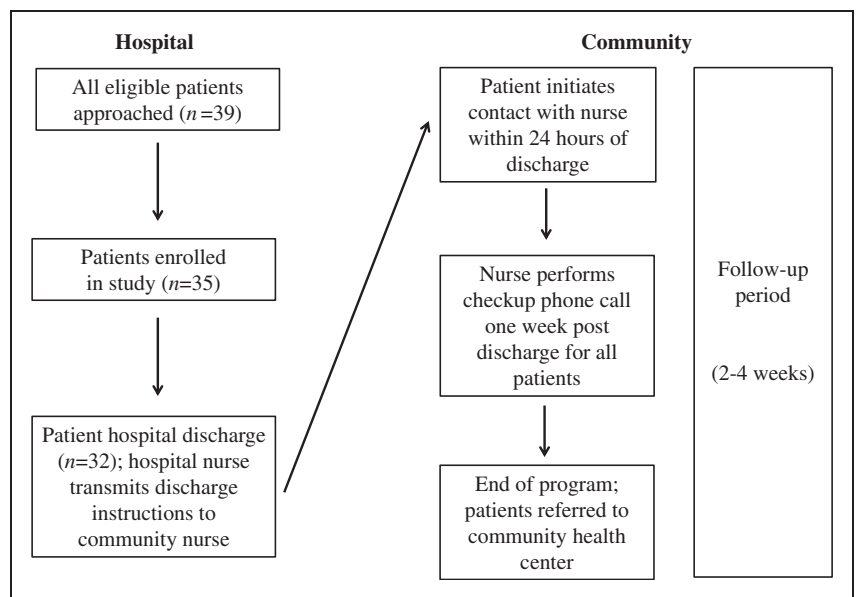 Hospital
All eligible patients
approached (n=39)
Patients enrolled
in study (n=35)
Patient hospital discharge
(n=32); hospital nurse
transmits discharge
instructions to
community nurse
Community
Patient initiates
contact with nurse
within 24 hours of
discharge
Nurse performs
checkup phone call
one week post
discharge for all
patients
End of program;
patients referred to
community health
center
Follow-up
period
(2-4 weeks)